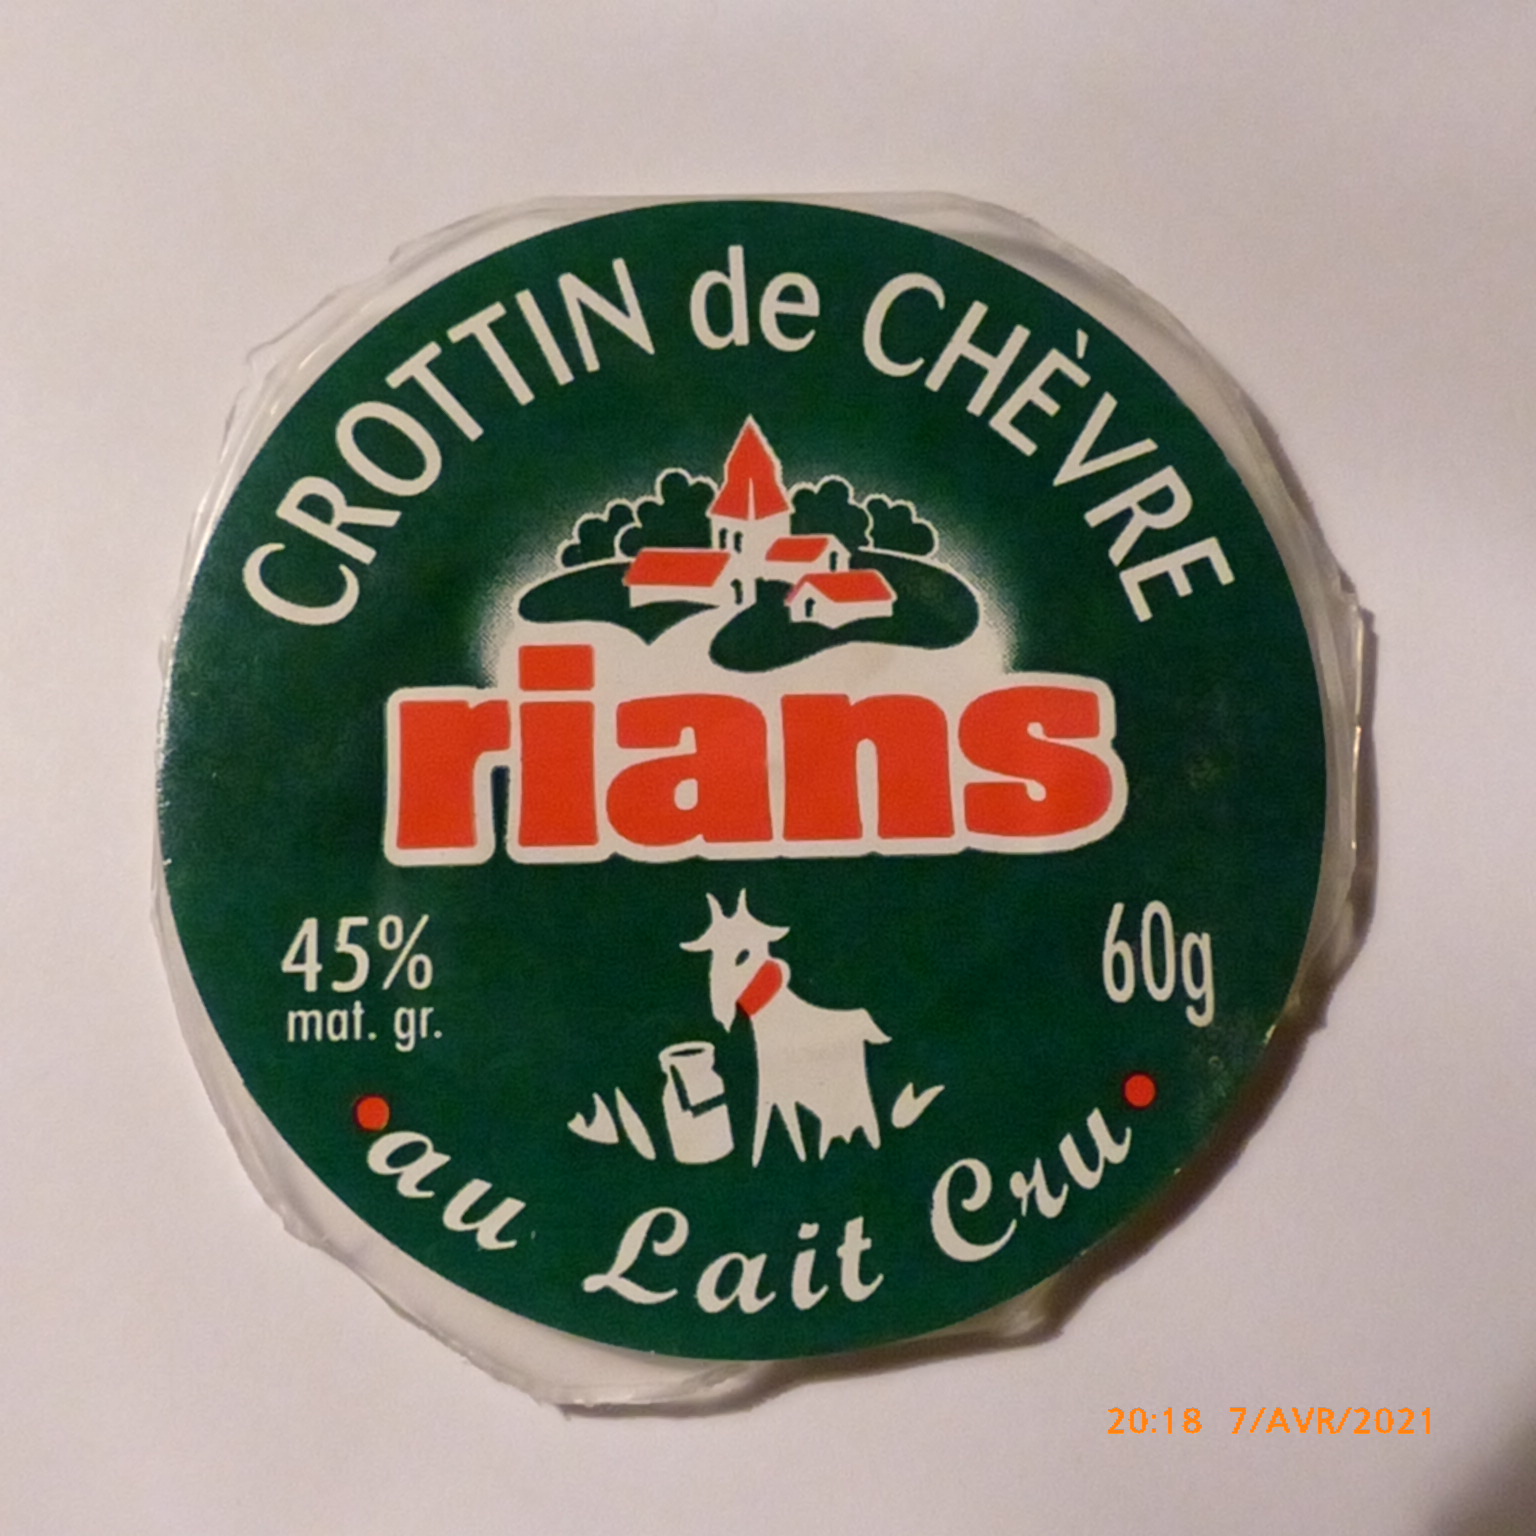 CROTTIN de CHÈVRE
rians
45%
mat. gr.
60g
au Lait Cru
20:18 7/AVR/2021